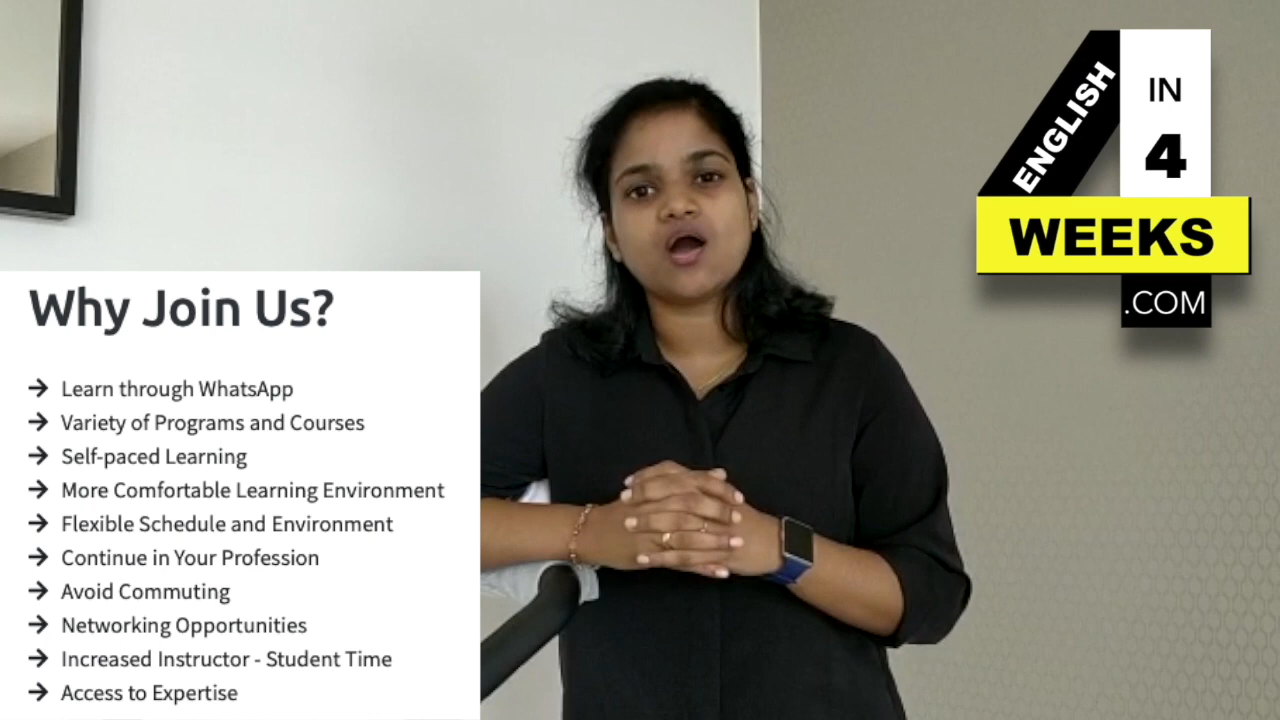 Why Join Us?
→ Learn through WhatsApp
→ Variety of Programs and Courses
→ Self-paced Learning
→ More Comfortable Learning Environment
→ Flexible Schedule and Environment
→ Continue in Your Profession
→ Avoid Commuting
→ Networking Opportunities
→ Increased Instructor - Student Time
→ Access to Expertise
ENGLISH
IN
4
WEEKS
.COM